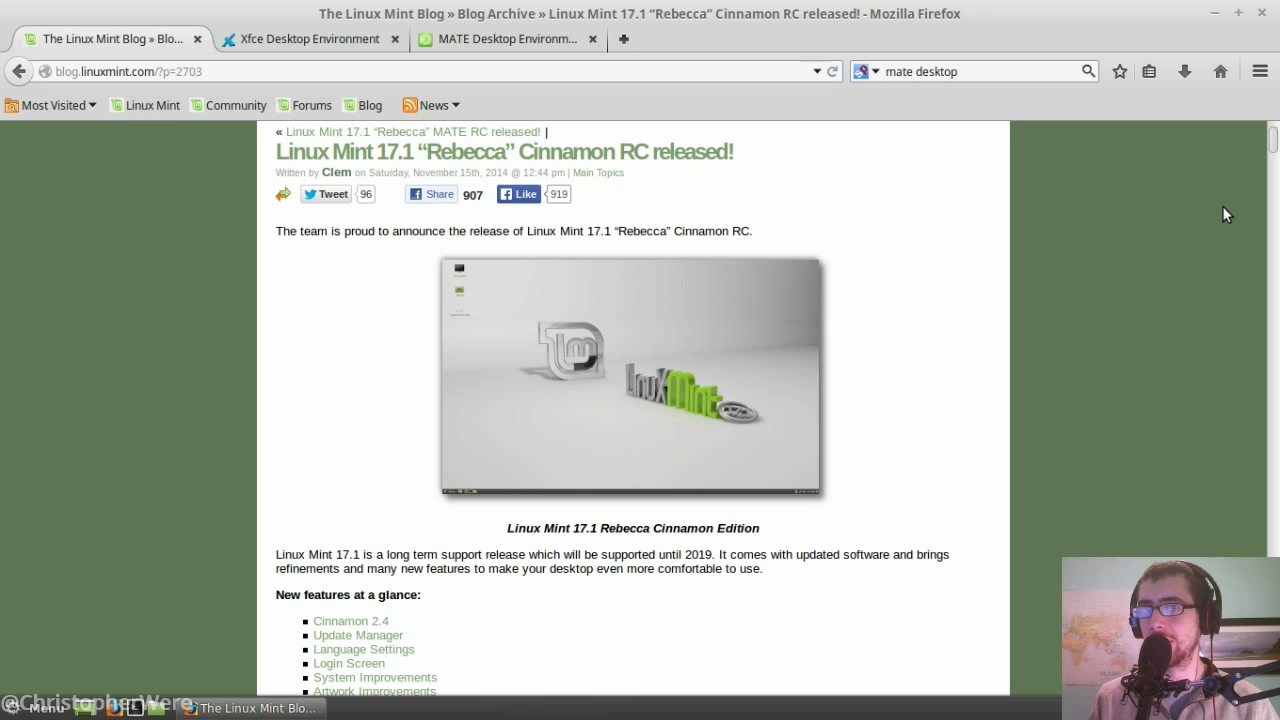 The Linux Mint Blog » Blog Archive » Linux Mint 17.1 “Rebecca” Cinnamon RC released! - Mozilla Firefox
The Linux Mint Blog » Blo...
Xfce Desktop Environment
MATE Desktop Environm...
blog.linuxmint.com/?p=2703
mate desktop
Most Visited
Linux Mint
Community
Forums
Blog
News
« Linux Mint 17.1 “Rebecca” MATE RC released! |
Linux Mint 17.1 “Rebecca” Cinnamon RC released!
Written by Clem on Saturday, November 15th, 2014 @ 12:44 pm | Main Topics
Tweet 96 Share 907 Like 919
The team is proud to announce the release of Linux Mint 17.1 “Rebecca” Cinnamon RC.
LinuxMint
Linux Mint 17.1 Rebecca Cinnamon Edition
Linux Mint 17.1 is a long term support release which will be supported until 2019. It comes with updated software and brings
refinements and many new features to make your desktop even more comfortable to use.
New features at a glance:
Cinnamon 2.4
Update Manager
Language Settings
Login Screen
System Improvements
Artwork Improvements
@ChristopherWere
Menu
The Linux Mint Blo...